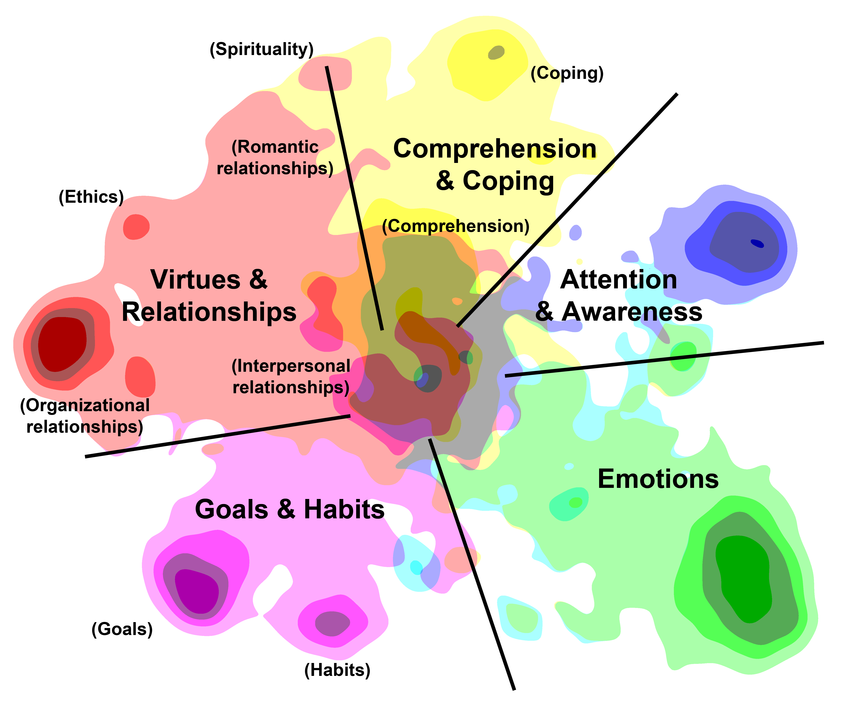 (Spirituality)
(Coping)
(Romantic
relationships)
Comprehension
& Coping
(Ethics)
(Comprehension)
Virtues &
Relationships
Attention
& Awareness
(Interpersonal
relationships)
(Organizational
relationships)
Emotions
Goals & Habits
(Goals)
(Habits)